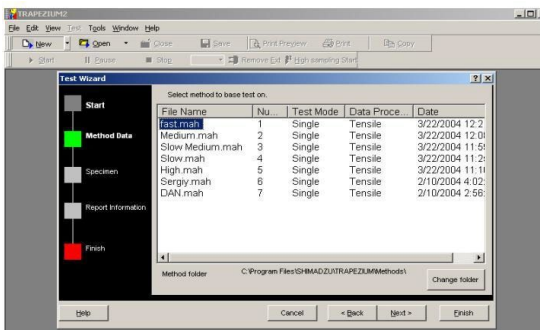 TRAPEZIUM2
File Edit View Test Tools Window Help
New Open Close Save Print Preview Print Copy
Start Pause Stop Remove Ext High sampling Start
Test Wizard
Select method to base test on.
Start
Method Data
Specimen
Report Information
Finish
File Name Nu... Test Mode Data Proce... Date
fast.mah 1 Single Tensile 3/22/2004 12:2
Medium.mah 2 Single Tensile 3/22/2004 12:0
Slow Medium.mah 3 Single Tensile 3/22/2004 11:5
Slow.mah 4 Single Tensile 3/22/2004 11:2
High.mah 5 Single Tensile 3/22/2004 11:1
Sergiy.mah 6 Single Tensile 2/10/2004 4:02:
DAN.mah 7 Single Tensile 2/10/2004 2:56:
Method folder C:\Program Files\SHIMADZU\TRAPEZIUM\Methods\
Change folder
Help Cancel < Back Next > Finish